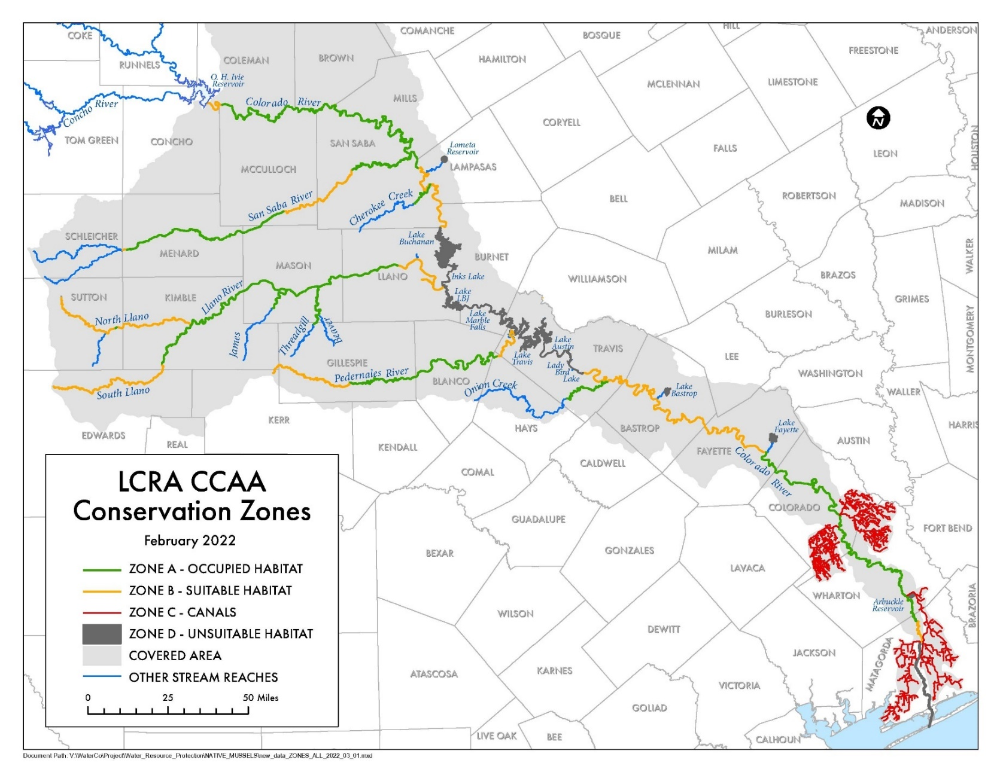 COKE
COMANCHE
BOSQUE
HILL
ANDERSON
RUNNELS
COLEMAN
BROWN
HAMILTON
FREESTONE
O. H. Ivie
Reservoir
MCLENNAN
LIMESTONE
Concho River
Colorado River
MILLS
CORYELL
N
TOM GREEN
CONCHO
SAN SABA
Lometa
Reservoir
FALLS
LEON
HOUSTON
MCCULLOCH
LAMPASAS
San Saba River
Cherokee Creek
BELL
ROBERTSON
MADISON
SCHLEICHER
MENARD
MASON
Lake
Buchanan
BURNET
MILAM
WALKER
LLANO
Inks Lake
WILLIAMSON
BRAZOS
GRIMES
SUTTON
KIMBLE
Llano River
Lake
LBJ
North Llano
Lake
Marble
Falls
BURLESON
MONTGOMERY
James
Threadgill
Beaver
Lake
Austin
TRAVIS
LEE
GILLESPIE
Lake
Travis
Lady
Bird
Lake
WASHINGTON
Pedernales River
BLANCO
Onion Creek
South Llano
Lake
Bastrop
WALLER
KERR
HAYS
BASTROP
Lake
Fayette
HARRIS
EDWARDS
REAL
KENDALL
FAYETTE
AUSTIN
COMAL
CALDWELL
Colorado River
COLORADO
GUADALUPE
FORT BEND
BEXAR
GONZALES
LAVACA
WHARTON
Arbuckle
Reservoir
BRAZORIA
WILSON
DEWITT
JACKSON
MATAGORDA
ATASCOSA
KARNES
VICTORIA
GOLIAD
LIVE OAK
BEE
CALHOUN
LCRA CCAA
Conservation Zones
February 2022
ZONE A - OCCUPIED HABITAT
ZONE B - SUITABLE HABITAT
ZONE C - CANALS
ZONE D - UNSUITABLE HABITAT
COVERED AREA
OTHER STREAM REACHES
0 25 50 Miles
Document Path: V:\WaterCo\Project\Water_Resource_Protection\NATIVE_MUSSELS\new_data_ZONES_ALL_2022_03_01.mxd